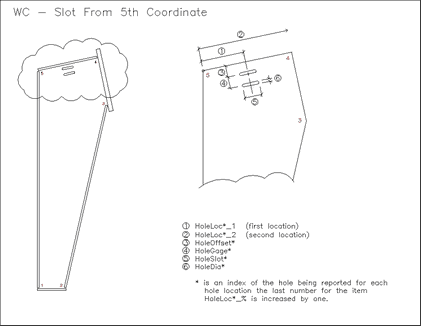 WC – Slot From 5th Coordinate
5
4
3
1
2
2
1
5
4
3
4
6
5
3
1 HoleLoc*_1 (first location)
2 HoleLoc*_2 (second location)
3 HoleOffset*
4 HoleGage*
5 HoleSlot*
6 HoleDia*
* is an index of the hole being reported for each
hole location the last number for the item
HoleLoc*_% is increased by one.